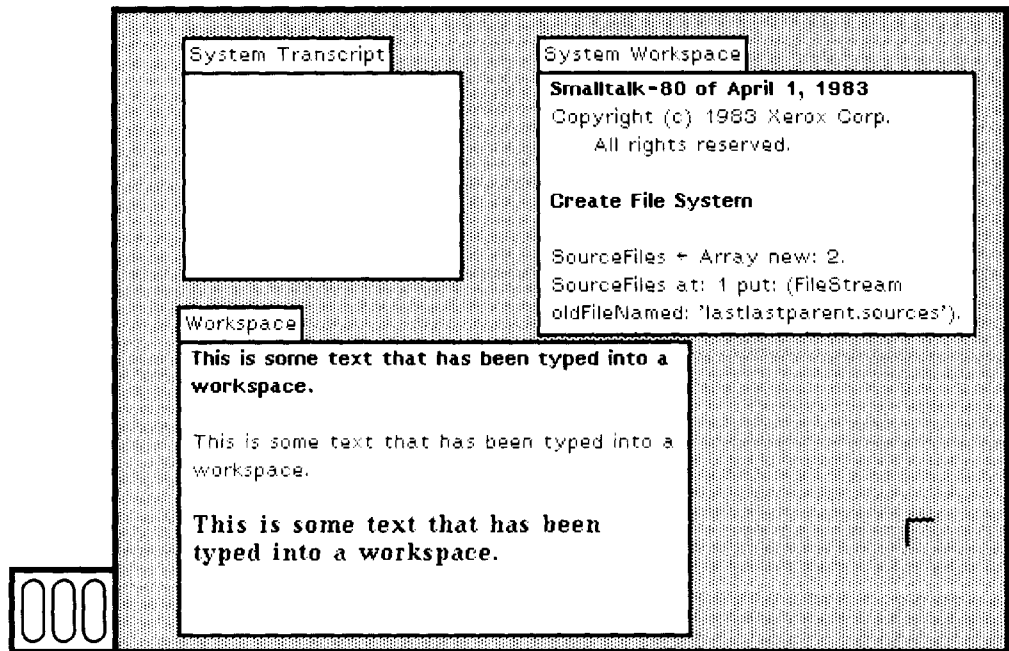 System Transcript
System Workspace
Smalltalk-80 of April 1, 1983
Copyright (c) 1983 Xerox Corp.
All rights reserved.
Create File System
SourceFiles ← Array new: 2.
SourceFiles at: 1 put: (FileStream
oldFileNamed: 'lastlastparent.sources').
Workspace
This is some text that has been typed into a
workspace.
This is some text that has been typed into a
workspace.
This is some text that has been
typed into a workspace.